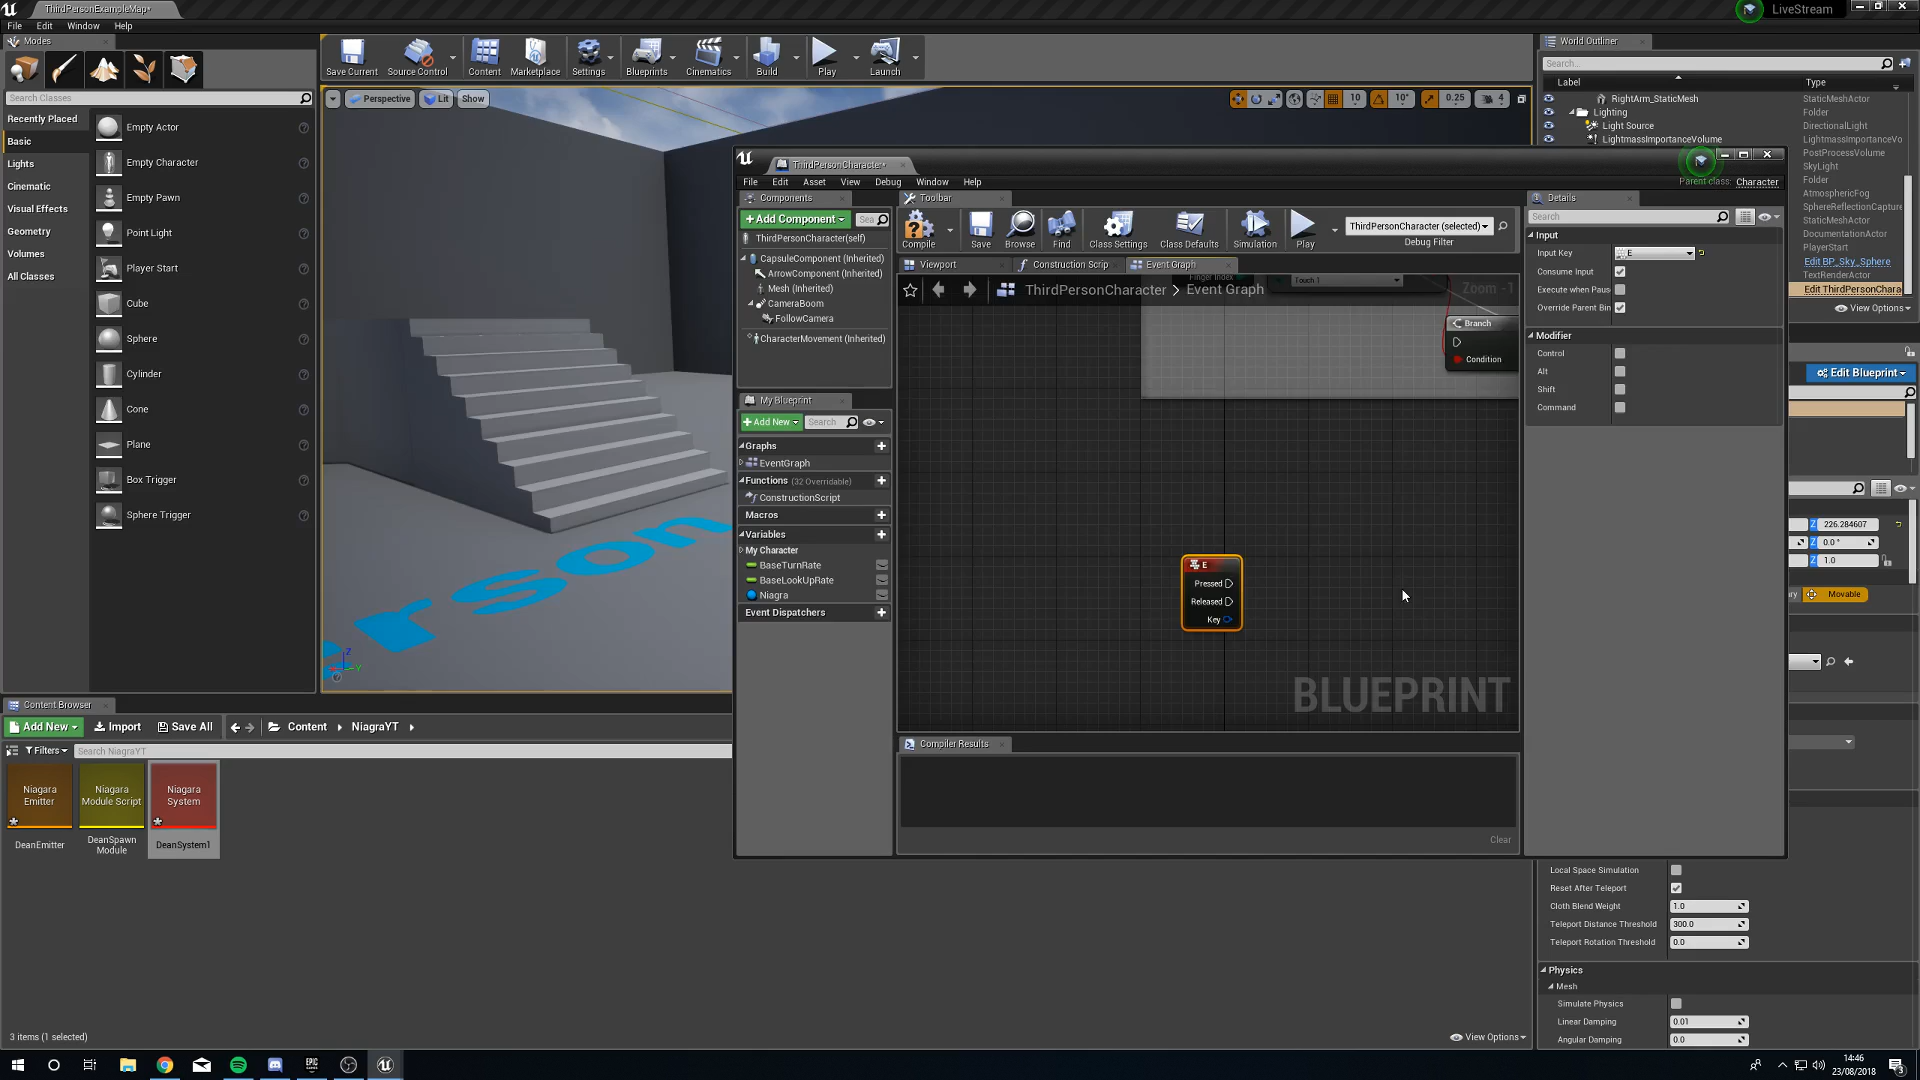 ThirdPersonExampleMap*
LiveStream
File Edit Window Help
Modes
Search Classes
Recently Placed
Basic
Lights
Cinematic
Visual Effects
Geometry
Volumes
All Classes
Empty Actor
Empty Character
Empty Pawn
Point Light
Player Start
Cube
Sphere
Cylinder
Cone
Plane
Box Trigger
Sphere Trigger
Save Current
Source Control
Content
Marketplace
Settings
Blueprints
Cinematics
Build
Play
Launch
Perspective
Lit
Show
10
10°
0.25
4
rson
World Outliner
Search...
Label
Type
RightArm_StaticMesh
StaticMeshActor
Lighting
Folder
Light Source
DirectionalLight
LightmassImportanceVolume
LightmassImportanceVo
PostProcessVolume
SkyLight
Folder
AtmosphericFog
SphereReflectionCapture
StaticMeshActor
DocumentationActor
PlayerStart
Edit BP_Sky_Sphere
TextRenderActor
Edit ThirdPersonChara
View Options
Edit Blueprint
Z 226.284607
Z 0.0 °
Z 1.0
Movable
ThirdPersonCharacter*
File Edit Asset View Debug Window Help
Parent class: Character
Components
+ Add Component
Sea
ThirdPersonCharacter(self)
CapsuleComponent (Inherited)
ArrowComponent (Inherited)
Mesh (Inherited)
CameraBoom
FollowCamera
CharacterMovement (Inherited)
My Blueprint
+ Add New
Search
Graphs
EventGraph
Functions (32 Overridable)
ConstructionScript
Macros
Variables
My Character
BaseTurnRate
BaseLookUpRate
Niagra
Event Dispatchers
Toolbar
Compile
Save
Browse
Find
Class Settings
Class Defaults
Simulation
Play
ThirdPersonCharacter (selected)
Debug Filter
Viewport
Construction Scrip
Event Graph
ThirdPersonCharacter > Event Graph
Finger Index
Touch 1
Zoom -1
Branch
Condition
E
Pressed
Released
Key
BLUEPRINT
Compiler Results
Clear
Details
Search
Input
Input Key
E
Consume Input
Execute when Paus
Override Parent Bin
Modifier
Control
Alt
Shift
Command
Content Browser
Add New
Import
Save All
Content
NiagraYT
Filters
Search NiagraYT
Niagara Emitter
DeanEmitter
Niagara Module Script
DeanSpawn Module
Niagara System
DeanSystem1
3 items (1 selected)
View Options
Local Space Simulation
Reset After Teleport
Cloth Blend Weight
1.0
Teleport Distance Threshold
300.0
Teleport Rotation Threshold
0.0
Physics
Mesh
Simulate Physics
Linear Damping
0.01
Angular Damping
0.0
EPIC GAMES
14:46
23/08/2018
3